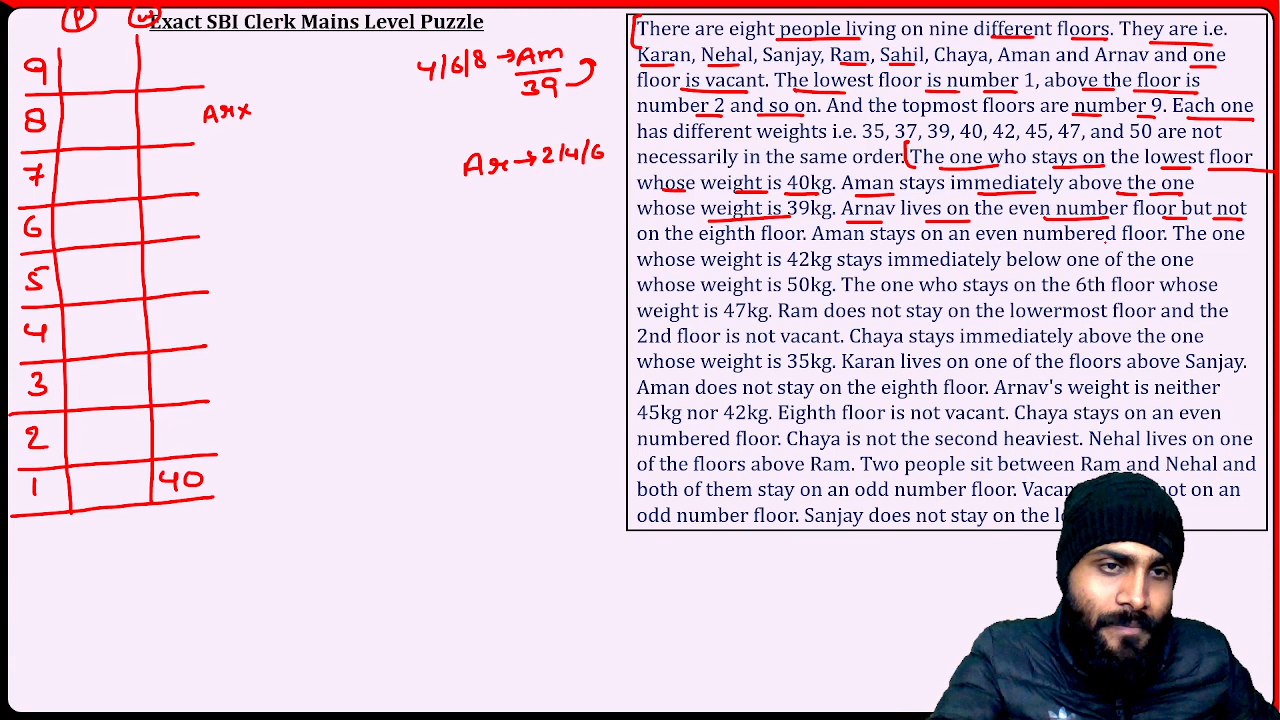 Exact SBI Clerk Mains Level Puzzle
P
9
8
7
6
5
4
3
2
1 40
Arx
4/6/8 → Am
39
Ar → 2/4/6
There are eight people living on nine different floors. They are i.e.
Karan, Nehal, Sanjay, Ram, Sahil, Chaya, Aman and Arnav and one
floor is vacant. The lowest floor is number 1, above the floor is
number 2 and so on. And the topmost floors are number 9. Each one
has different weights i.e. 35, 37, 39, 40, 42, 45, 47, and 50 are not
necessarily in the same order. The one who stays on the lowest floor
whose weight is 40kg. Aman stays immediately above the one
whose weight is 39kg. Arnav lives on the even number floor but not
on the eighth floor. Aman stays on an even numbered floor. The one
whose weight is 42kg stays immediately below one of the one
whose weight is 50kg. The one who stays on the 6th floor whose
weight is 47kg. Ram does not stay on the lowermost floor and the
2nd floor is not vacant. Chaya stays immediately above the one
whose weight is 35kg. Karan lives on one of the floors above Sanjay.
Aman does not stay on the eighth floor. Arnav's weight is neither
45kg nor 42kg. Eighth floor is not vacant. Chaya stays on an even
numbered floor. Chaya is not the second heaviest. Nehal lives on one
of the floors above Ram. Two people sit between Ram and Nehal and
both of them stay on an odd number floor. not on an
odd number floor. Sanjay does not stay on the